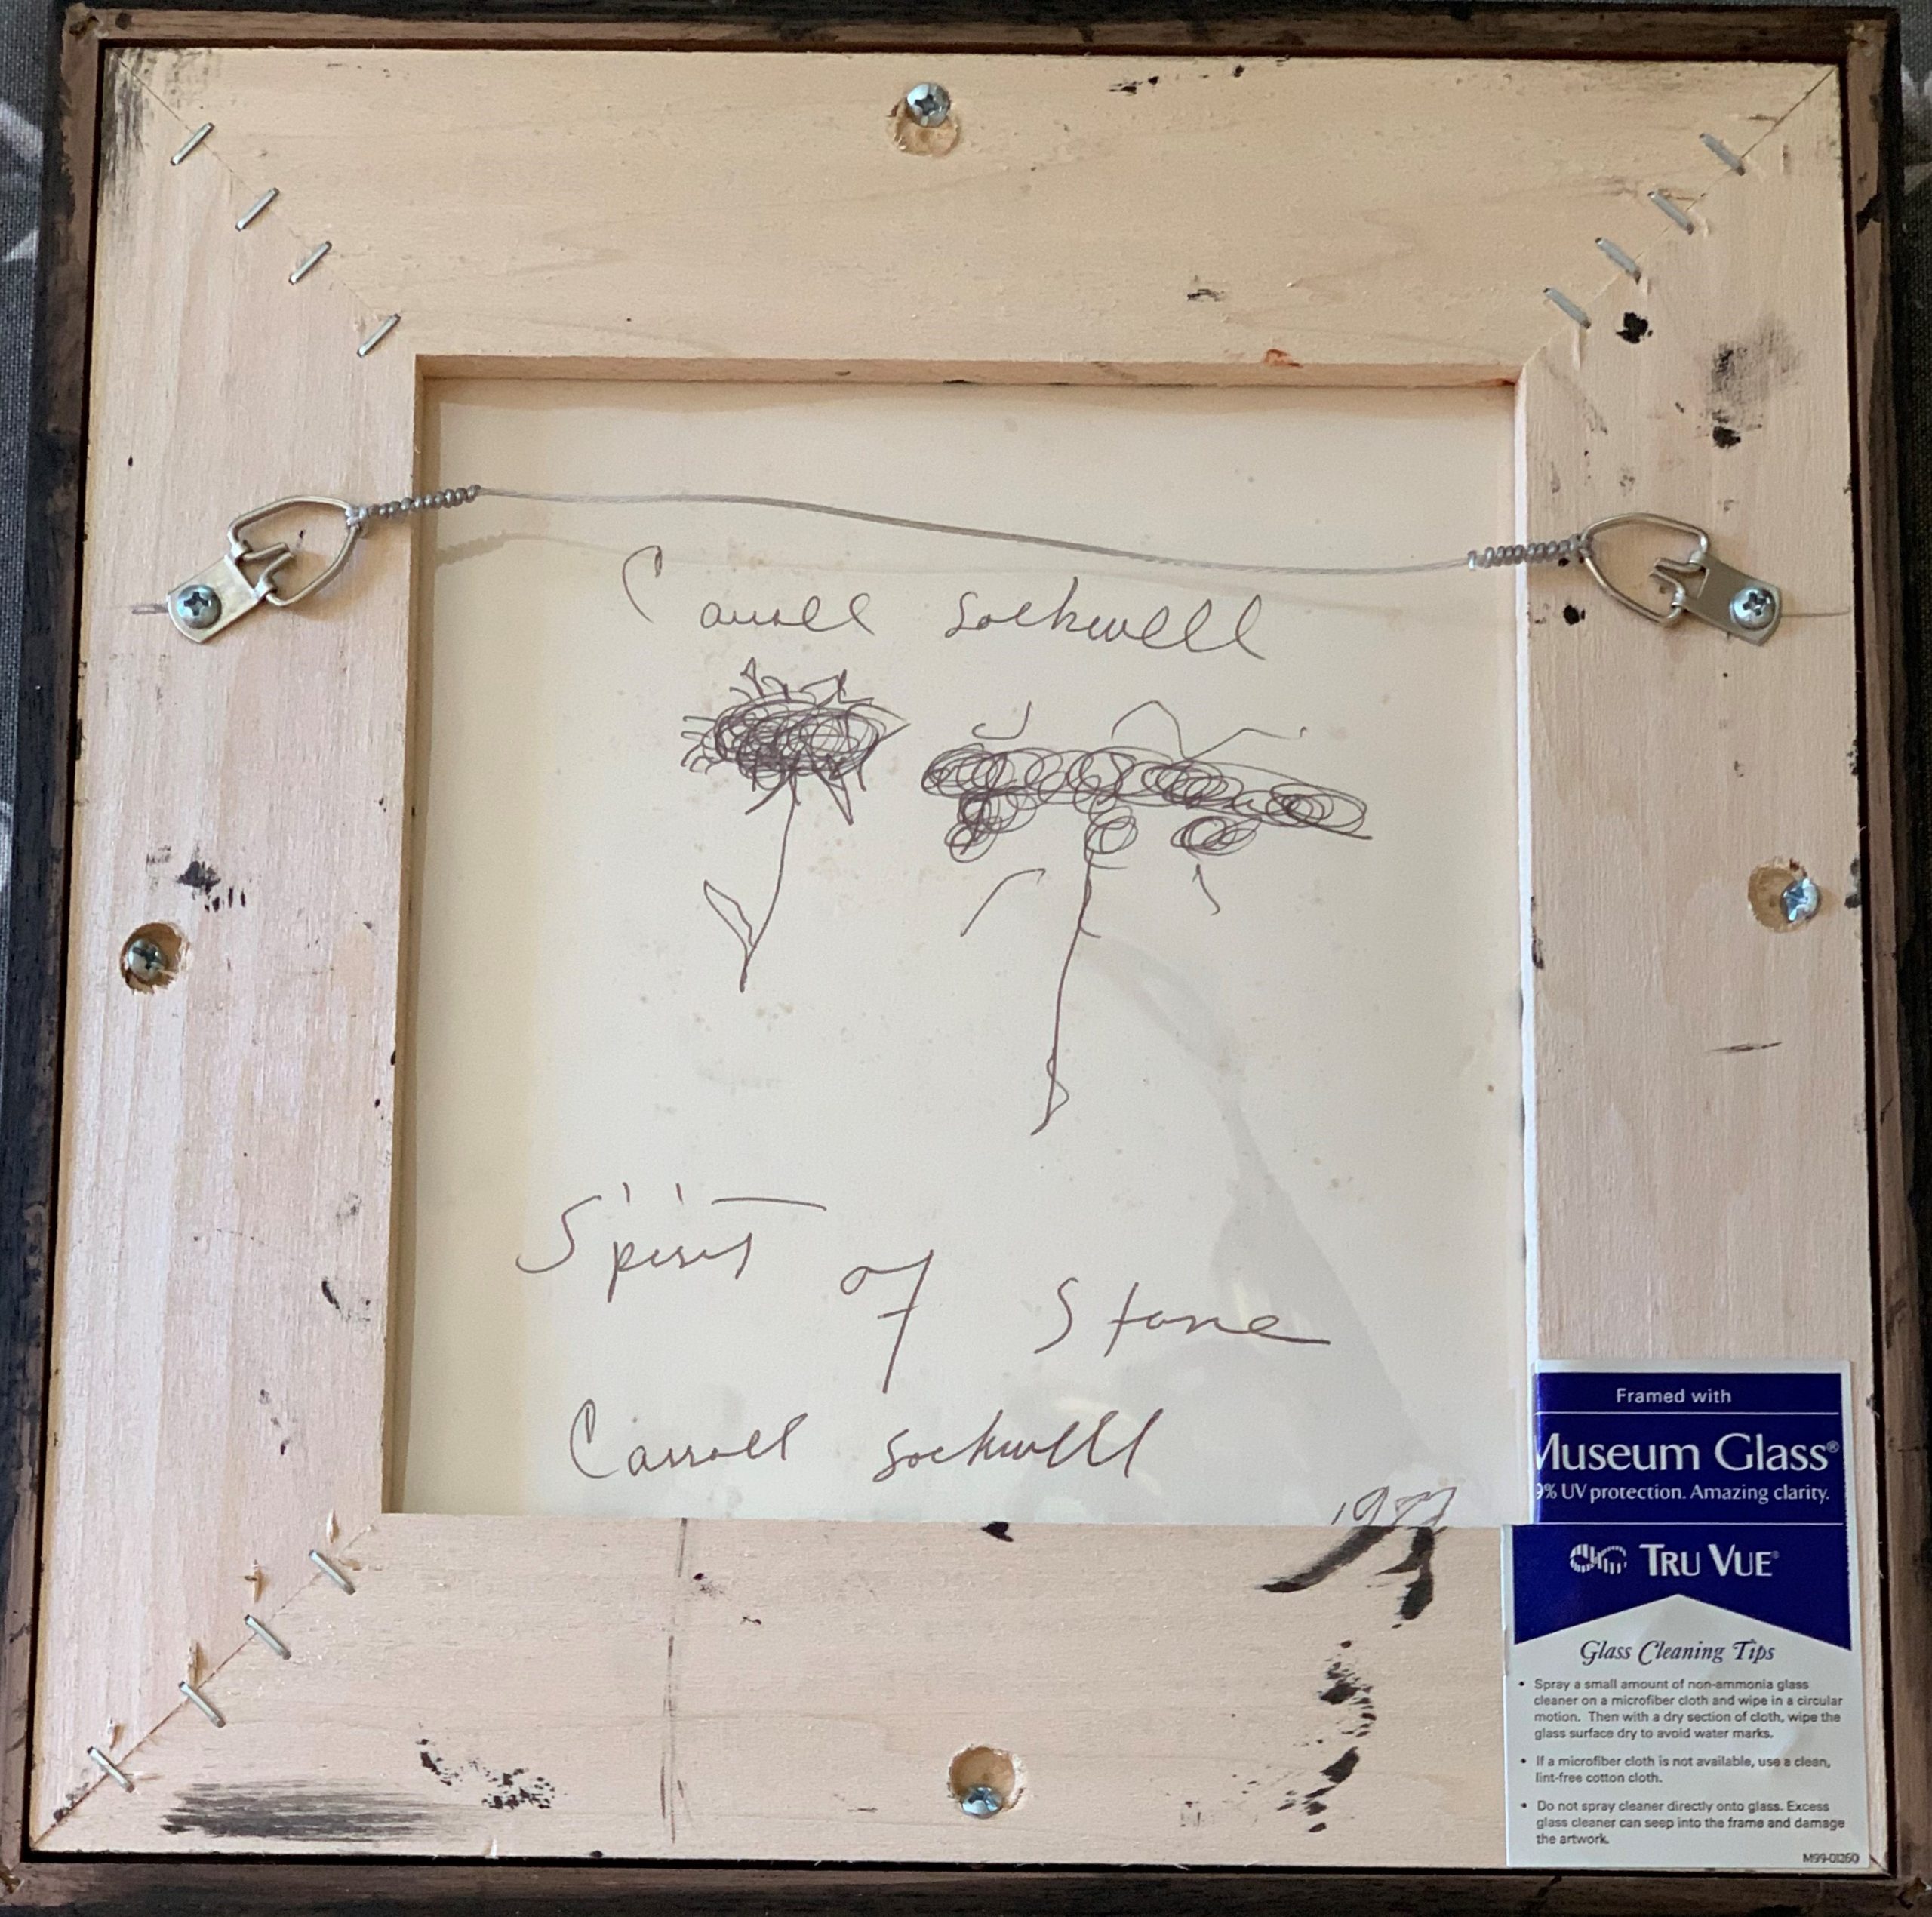 Carroll Sockwell
Spirit of Stone
Carroll Sockwell
Framed with
Museum Glass®
9% UV protection. Amazing clarity.
TRU VUE®
Glass Cleaning Tips
• Spray a small amount of non-ammonia glass
cleaner on a microfiber cloth and wipe in a circular
motion. Then with a dry section of cloth, wipe the
glass surface dry to avoid water marks.
• If a microfiber cloth is not available, use a clean,
lint-free cotton cloth.
• Do not spray cleaner directly onto glass. Excess
glass cleaner can seep into the frame and damage
the artwork.
M99-01260